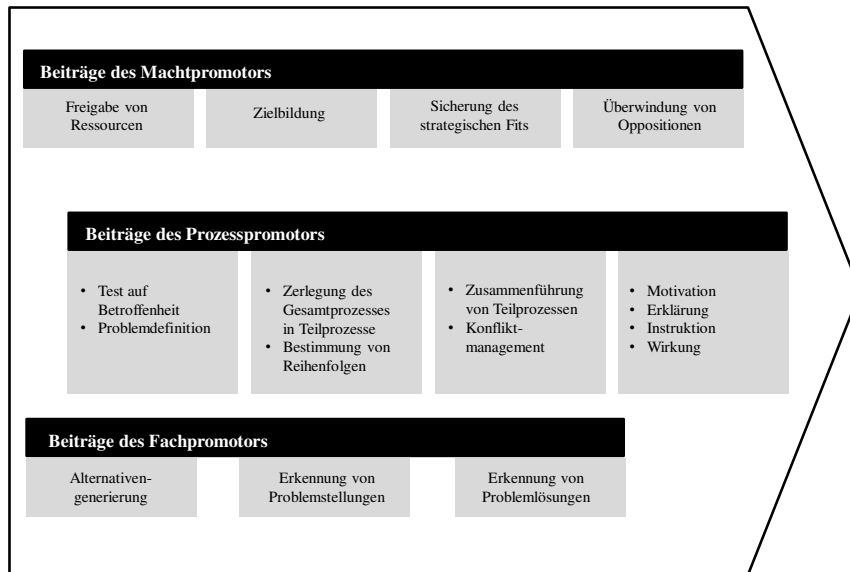 Beiträge des Machtpromotors
Freigabe von
Ressourcen
Zielbildung
Sicherung des
strategischen Fits
Überwindung von
Oppositionen
Beiträge des Prozesspromotors
• Test auf
Betroffenheit
• Problemdefinition
• Zerlegung des
Gesamtprozesses
in Teilprozesse
• Bestimmung von
Reihenfolgen
• Zusammenführung
von Teilprozessen
• Konflikt-
management
• Motivation
• Erklärung
• Instruktion
• Wirkung
Beiträge des Fachpromotors
Alternativen-
generierung
Erkennung von
Problemstellungen
Erkennung von
Problemlösungen